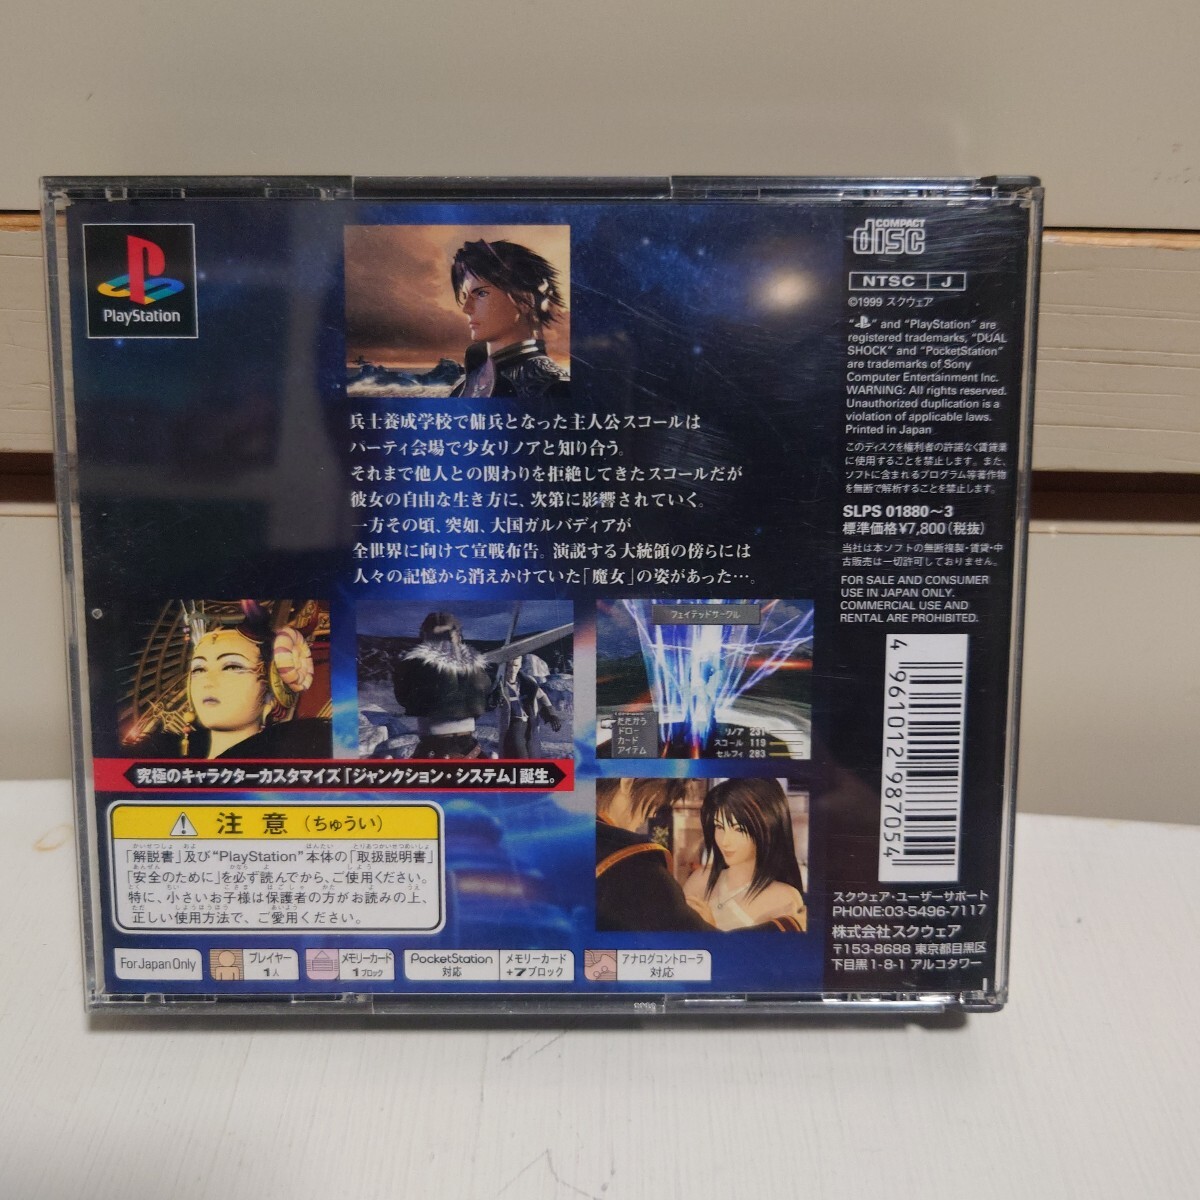 PlayStation
兵士養成学校で傭兵となった主人公スコールは
パーティ会場で少女リノアと知り合う。
それまで他人との関わりを拒絶してきたスコールだが
彼女の自由な生き方に、次第に影響されていく。
一方その頃、突如、大国ガルバディアが
全世界に向けて宣戦布告。演説する大統領の傍らには
人々の記憶から消えかけていた「魔女」の姿があった…。
フェイテッドサークル
たたかう
ドロー
カード
アイテム
リノア 231
スコール 119
セルフィ 283
究極のキャラクターカスタマイズ「ジャンクション・システム」誕生。
注意（ちゅうい）
「解説書」及び“PlayStation”本体の「取扱説明書」
「安全のために」を必ず読んでから、ご使用ください。
特に、小さいお子様は保護者の方がお読みの上、
正しい使用方法で、ご愛用ください。
For Japan Only
プレイヤー
1人
メモリーカード
1ブロック
PocketStation
対応
メモリーカード
+7ブロック
アナログコントローラ
対応
COMPACT
disc
NTSC J
©1999 スクウェア
“ ” and “PlayStation” are
registered trademarks, “DUAL
SHOCK” and “PocketStation”
are trademarks of Sony
Computer Entertainment Inc.
WARNING: All rights reserved.
Unauthorized duplication is a
violation of applicable laws.
Printed in Japan
このディスクを権利者の許諾なく賃貸業
に使用することを禁止します。また、
ソフトに含まれるプログラム等著作物
を無断で解析することを禁止します。
SLPS 01880～3
標準価格¥7,800（税抜）
当社は本ソフトの無断複製・賃貸・中
古販売は一切許可しておりません。
FOR SALE AND CONSUMER
USE IN JAPAN ONLY.
COMMERCIAL USE AND
RENTAL ARE PROHIBITED.
4 961012 987054
スクウェア・ユーザーサポート
PHONE:03-5496-7117
株式会社スクウェア
〒153-8688 東京都目黒区
下目黒1-8-1 アルコタワー